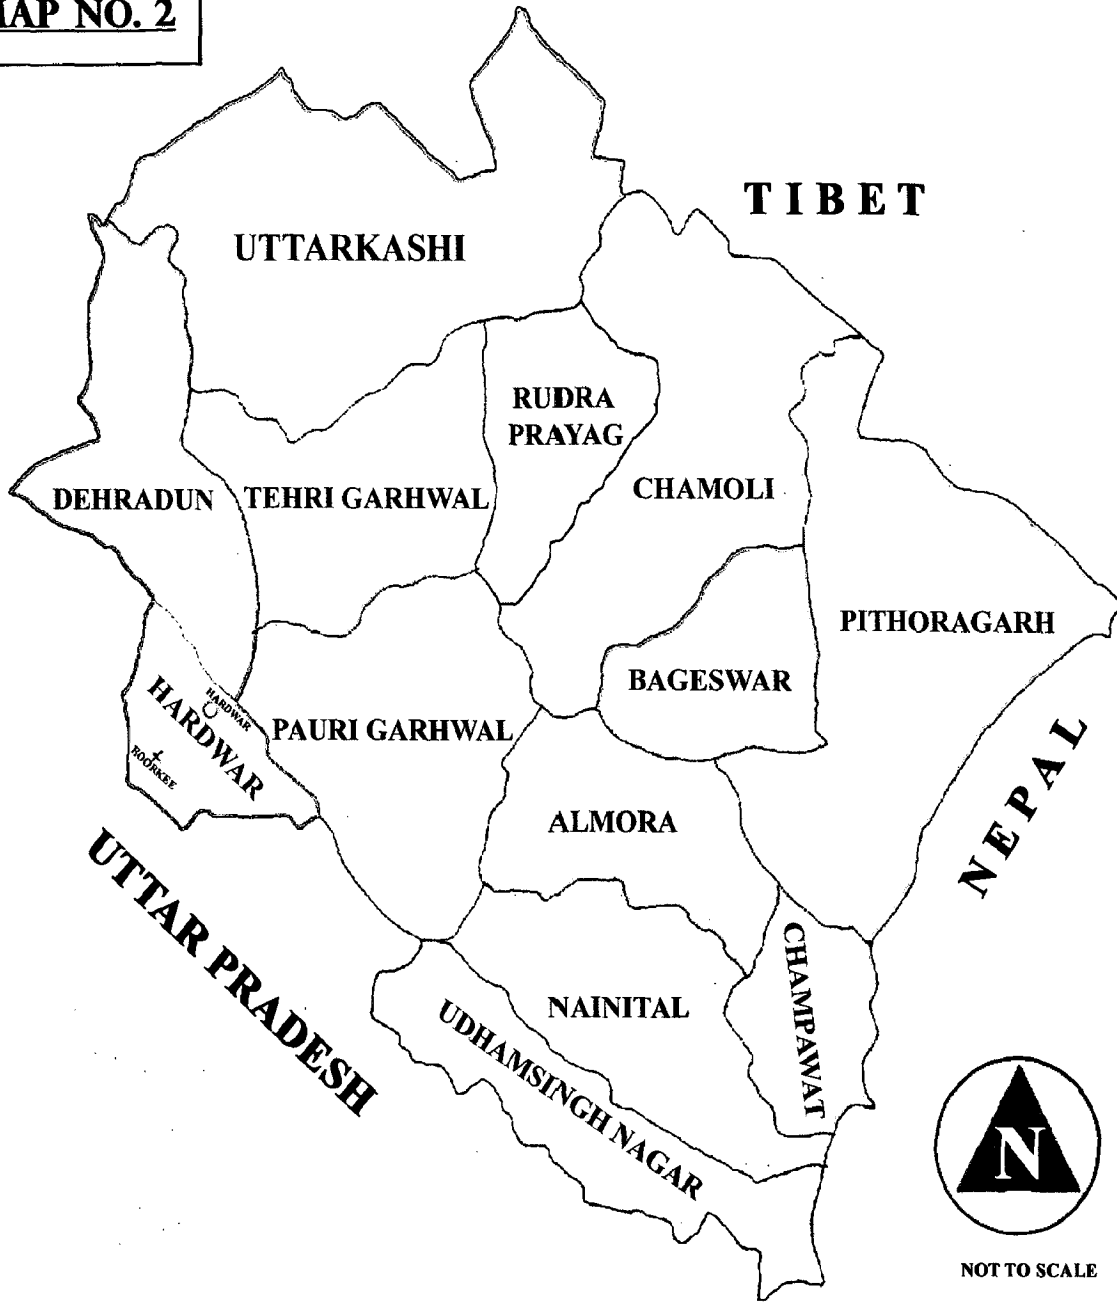 MAP NO. 2
TIBET
UTTARKASHI
RUDRA
PRAYAG
CHAMOLI
DEHRADUN
TEHRI GARHWAL
PITHORAGARH
BAGESWAR
HARDWAR
HARDWAR
ROORKEE
PAURI GARHWAL
NEPAL
ALMORA
UTTAR PRADESH
CHAMPAWAT
NAINITAL
UDHAMSINGH NAGAR
N
NOT TO SCALE